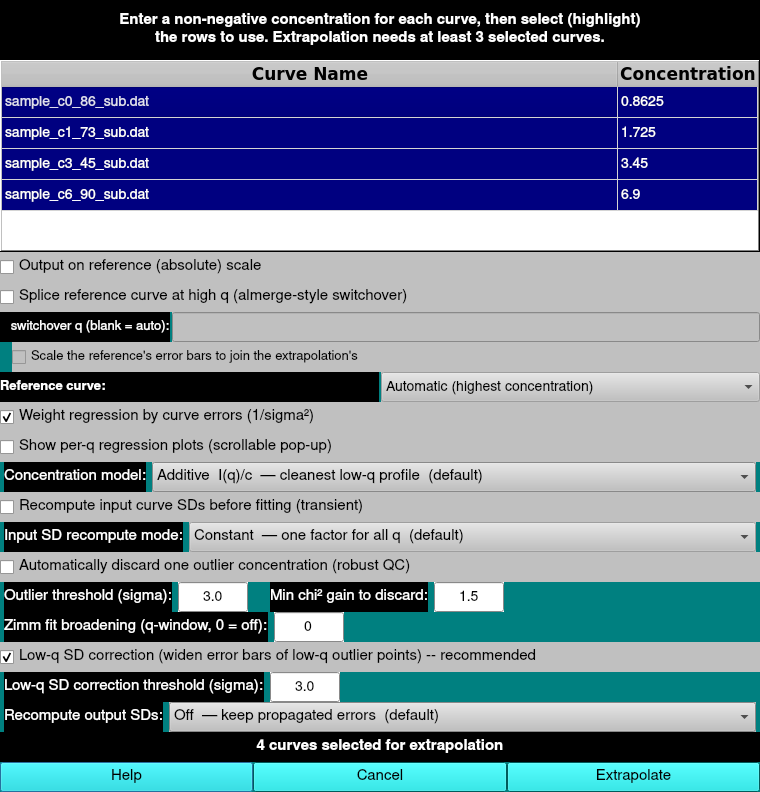 Enter a non-negative concentration for each curve, then select (highlight)
the rows to use. Extrapolation needs at least 3 selected curves.
Curve Name Concentration
sample_c0_86_sub.dat 0.8625
sample_c1_73_sub.dat 1.725
sample_c3_45_sub.dat 3.45
sample_c6_90_sub.dat 6.9
Output on reference (absolute) scale
Splice reference curve at high q (almerge-style switchover)
switchover q (blank = auto):
Scale the reference's error bars to join the extrapolation's
Reference curve: Automatic (highest concentration)
Weight regression by curve errors (1/sigma²)
Show per-q regression plots (scrollable pop-up)
Concentration model: Additive I(q)/c — cleanest low-q profile (default)
Recompute input curve SDs before fitting (transient)
Input SD recompute mode: Constant — one factor for all q (default)
Automatically discard one outlier concentration (robust QC)
Outlier threshold (sigma): 3.0 Min chi² gain to discard: 1.5
Zimm fit broadening (q-window, 0 = off): 0
Low-q SD correction (widen error bars of low-q outlier points) -- recommended
Low-q SD correction threshold (sigma): 3.0
Recompute output SDs: Off — keep propagated errors (default)
4 curves selected for extrapolation
Help Cancel Extrapolate